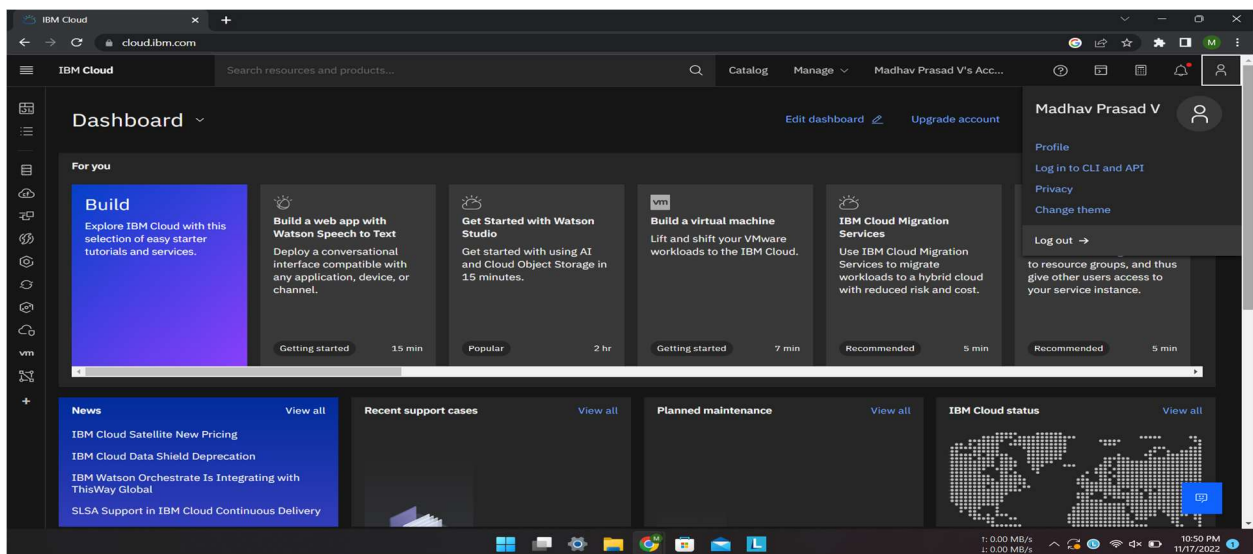 IBM Cloud
cloud.ibm.com
M
IBM Cloud
Search resources and products...
Catalog
Manage
Madhav Prasad V's Acc...
Dashboard
Edit dashboard
Upgrade account
Madhav Prasad V
Profile
Log in to CLI and API
Privacy
Change theme
Log out →
For you
Build
Explore IBM Cloud with this
selection of easy starter
tutorials and services.
Build a web app with
Watson Speech to Text
Deploy a conversational
interface compatible with
any application, device, or
channel.
Getting started 15 min
Get Started with Watson
Studio
Get started with using AI
and Cloud Object Storage in
15 minutes.
Popular 2 hr
vm
Build a virtual machine
Lift and shift your VMware
workloads to the IBM Cloud.
Getting started 7 min
IBM Cloud Migration
Services
Use IBM Cloud Migration
Services to migrate
workloads to a hybrid cloud
with reduced risk and cost.
Recommended 5 min
to resource groups, and thus
give other users access to
your service instance.
Recommended 5 min
vm
News View all
IBM Cloud Satellite New Pricing
IBM Cloud Data Shield Deprecation
IBM Watson Orchestrate Is Integrating with
ThisWay Global
SLSA Support in IBM Cloud Continuous Delivery
Recent support cases View all
Planned maintenance View all
IBM Cloud status View all
L
↑: 0.00 MB/s
↓: 0.00 MB/s
10:50 PM
11/17/2022
1